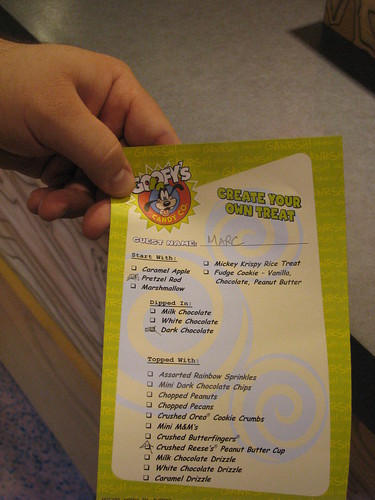 GOOFY'S
CANDY CO.
CREATE YOUR
OWN TREAT
GUEST NAME: MARC
Start With:
Caramel Apple
Pretzel Rod
Marshmallow
Mickey Krispy Rice Treat
Fudge Cookie - Vanilla,
Chocolate, Peanut Butter
Dipped In:
Milk Chocolate
White Chocolate
Dark Chocolate
Topped With:
Assorted Rainbow Sprinkles
Mini Dark Chocolate Chips
Chopped Peanuts
Chopped Pecans
Crushed Oreo® Cookie Crumbs
Mini M&M's
Crushed Butterfingers®
Crushed Reese's® Peanut Butter Cup
Milk Chocolate Drizzle
White Chocolate Drizzle
Caramel Drizzle